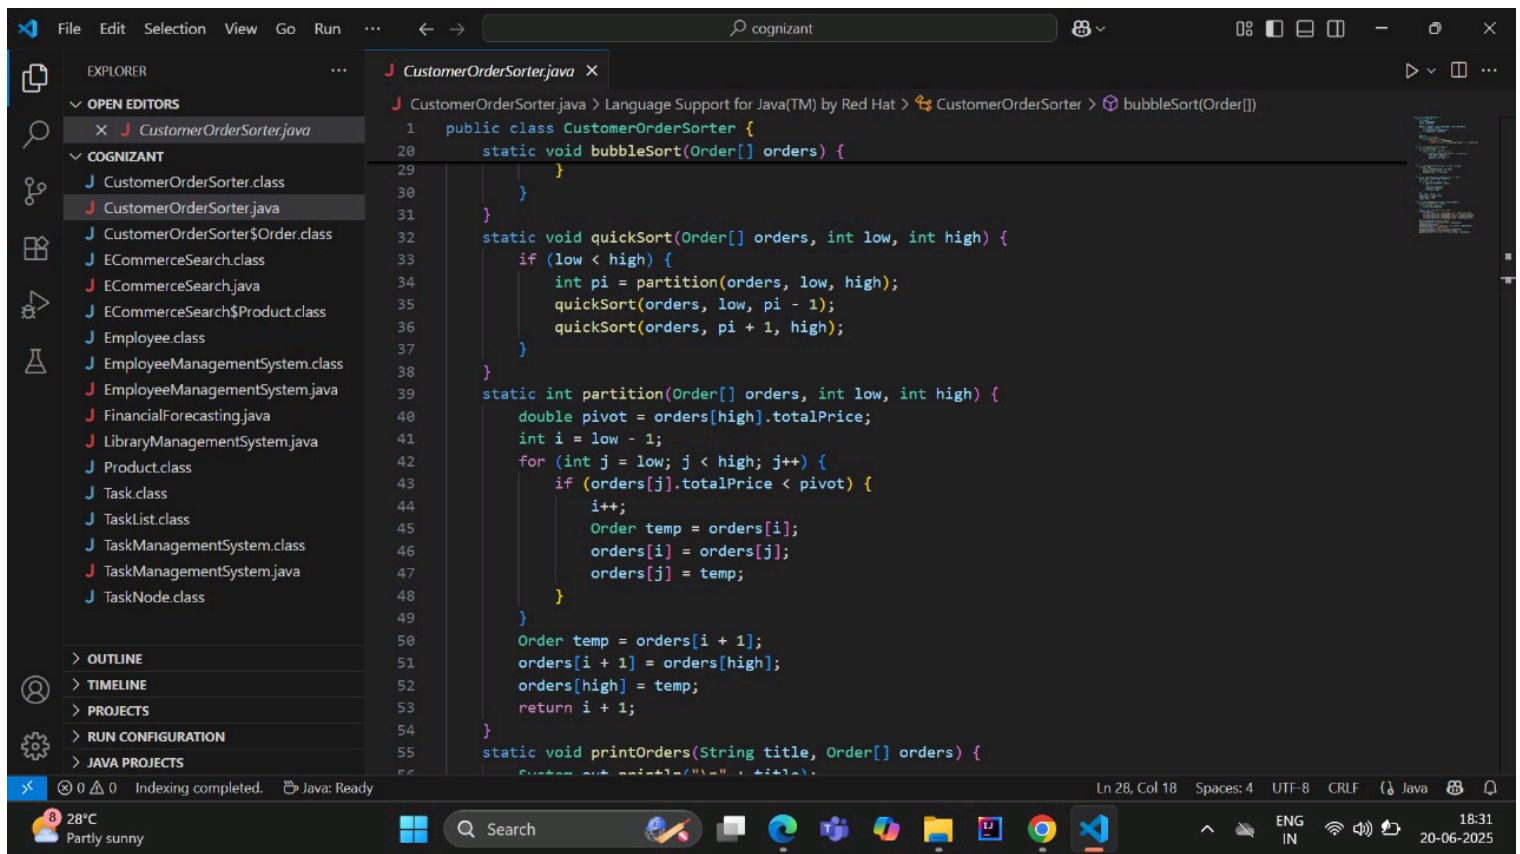 File Edit Selection View Go Run ··· cognizant
EXPLORER ···
OPEN EDITORS
J CustomerOrderSorter.java
COGNIZANT
J CustomerOrderSorter.class
J CustomerOrderSorter.java
J CustomerOrderSorter$Order.class
J ECommerceSearch.class
J ECommerceSearch.java
J ECommerceSearch$Product.class
J Employee.class
J EmployeeManagementSystem.class
J EmployeeManagementSystem.java
J FinancialForecasting.java
J LibraryManagementSystem.java
J Product.class
J Task.class
J TaskList.class
J TaskManagementSystem.class
J TaskManagementSystem.java
J TaskNode.class
> OUTLINE
> TIMELINE
> PROJECTS
> RUN CONFIGURATION
> JAVA PROJECTS
J CustomerOrderSorter.java ×
J CustomerOrderSorter.java > Language Support for Java(TM) by Red Hat > CustomerOrderSorter > bubbleSort(Order[])
1 public class CustomerOrderSorter {
20 static void bubbleSort(Order[] orders) {
29 }
30 }
31 }
32 static void quickSort(Order[] orders, int low, int high) {
33 if (low < high) {
34 int pi = partition(orders, low, high);
35 quickSort(orders, low, pi - 1);
36 quickSort(orders, pi + 1, high);
37 }
38 }
39 static int partition(Order[] orders, int low, int high) {
40 double pivot = orders[high].totalPrice;
41 int i = low - 1;
42 for (int j = low; j < high; j++) {
43 if (orders[j].totalPrice < pivot) {
44 i++;
45 Order temp = orders[i];
46 orders[i] = orders[j];
47 orders[j] = temp;
48 }
49 }
50 Order temp = orders[i + 1];
51 orders[i + 1] = orders[high];
52 orders[high] = temp;
53 return i + 1;
54 }
55 static void printOrders(String title, Order[] orders) {
56 System.out.println("\n" + title);
0 0 Indexing completed. Java: Ready Ln 28, Col 18 Spaces: 4 UTF-8 CRLF Java
8 28°C
Partly sunny
Search
ENG
IN
18:31
20-06-2025